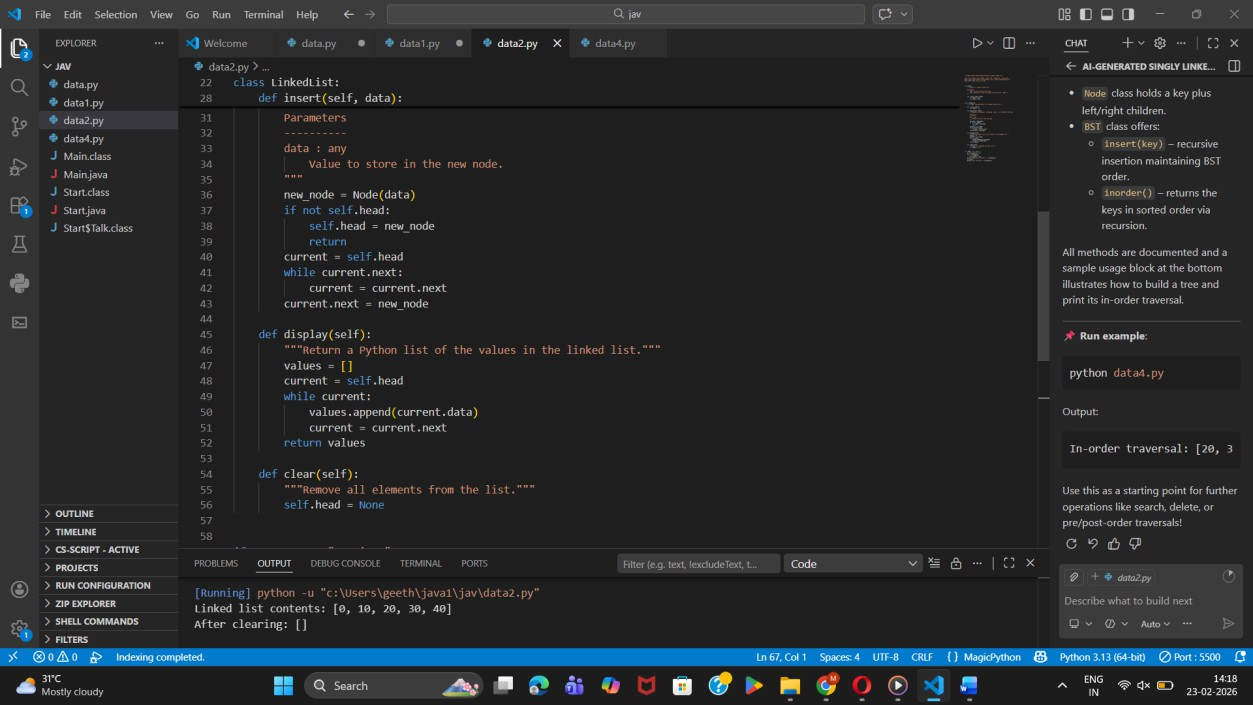 File Edit Selection View Go Run Terminal Help
jav
EXPLORER
JAV
data.py
data1.py
data2.py
data4.py
Main.class
Main.java
Start.class
Start.java
Start$Talk.class
OUTLINE
TIMELINE
CS-SCRIPT - ACTIVE
PROJECTS
RUN CONFIGURATION
ZIP EXPLORER
SHELL COMMANDS
FILTERS
Welcome data.py data1.py data2.py data4.py
data2.py > ...
22 class LinkedList:
28 def insert(self, data):
31 Parameters
32 ----------
33 data : any
34 Value to store in the new node.
35 """
36 new_node = Node(data)
37 if not self.head:
38 self.head = new_node
39 return
40 current = self.head
41 while current.next:
42 current = current.next
43 current.next = new_node
44
45 def display(self):
46 """Return a Python list of the values in the linked list."""
47 values = []
48 current = self.head
49 while current:
50 values.append(current.data)
51 current = current.next
52 return values
53
54 def clear(self):
55 """Remove all elements from the list."""
56 self.head = None
57
58
PROBLEMS OUTPUT DEBUG CONSOLE TERMINAL PORTS
Filter (e.g. text, !excludeText, t... Code
[Running] python -u "c:\Users\geeth\java1\jav\data2.py"
Linked list contents: [0, 10, 20, 30, 40]
After clearing: []
CHAT
AI-GENERATED SINGLY LINKE...
Node class holds a key plus
left/right children.
BST class offers:
insert(key) – recursive
insertion maintaining BST
order.
inorder() – returns the
keys in sorted order via
recursion.
All methods are documented and a
sample usage block at the bottom
illustrates how to build a tree and
print its in-order traversal.
📌 Run example:
python data4.py
Output:
In-order traversal: [20, 3
Use this as a starting point for further
operations like search, delete, or
pre/post-order traversals!
data2.py
Describe what to build next
Auto
0 0 Indexing completed. Ln 67, Col 1 Spaces: 4 UTF-8 CRLF { } MagicPython Python 3.13 (64-bit) Port : 5500
31°C
Mostly cloudy
Search
ENG
IN
14:18
23-02-2026